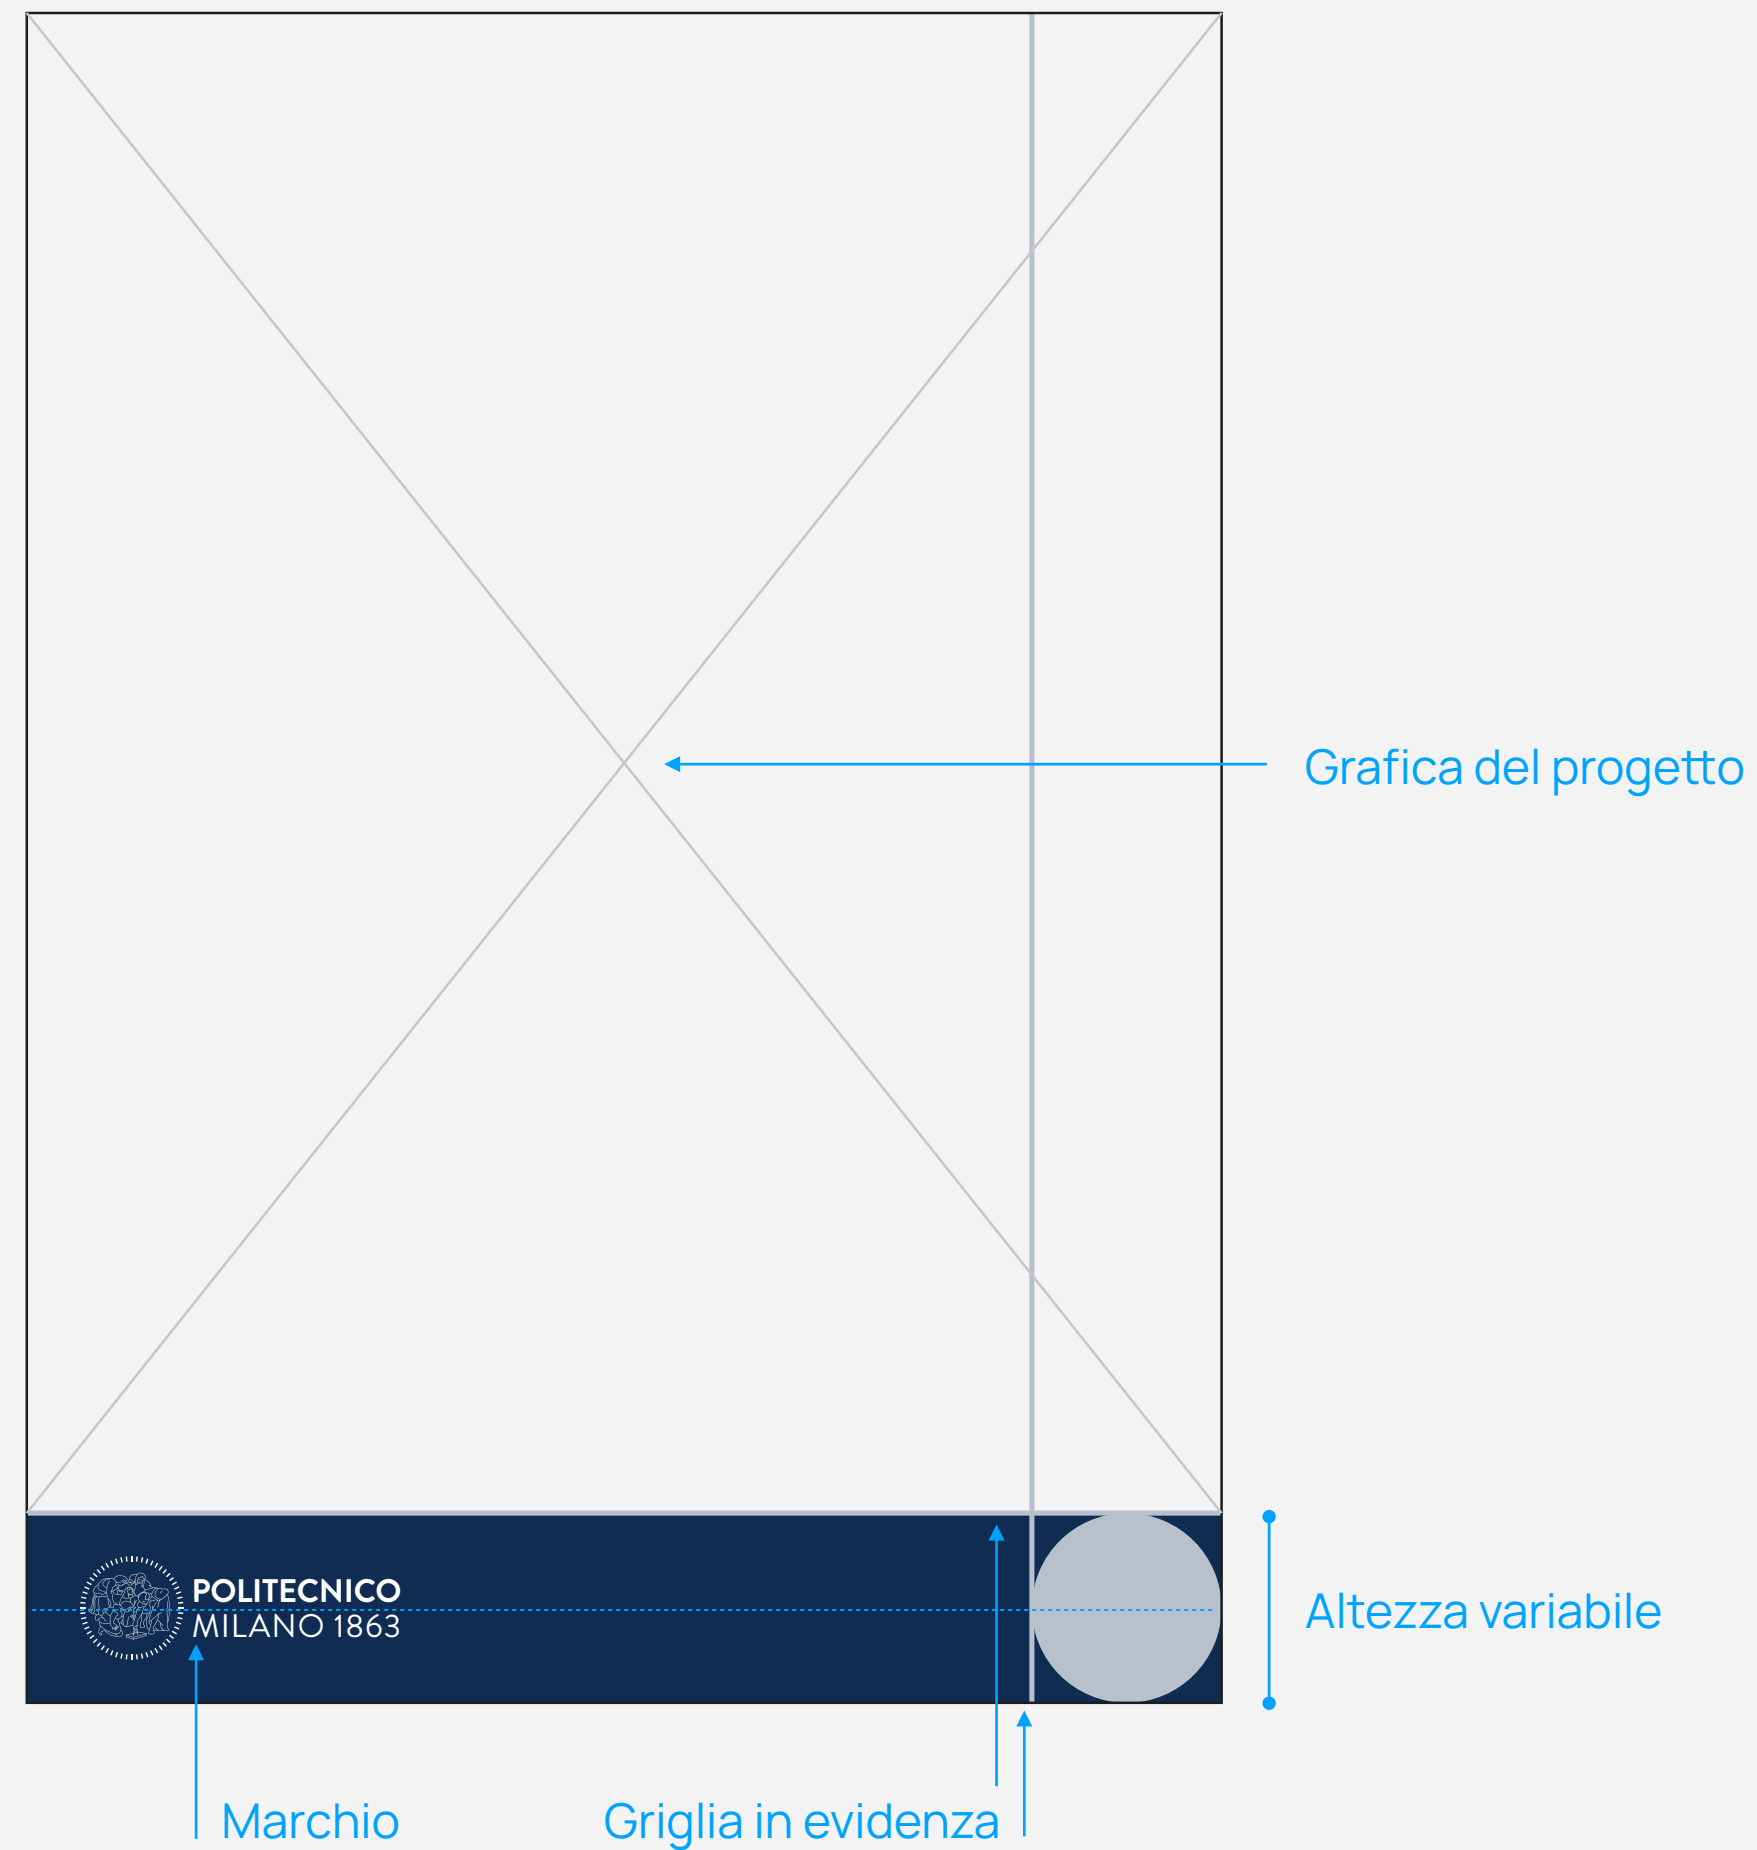 Grafica del progetto
POLITECNICO
MILANO 1863
Altezza variabile
Marchio
Griglia in evidenza